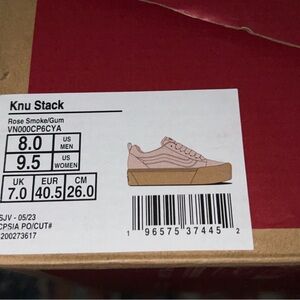 Knu Stack
Rose Smoke/Gum
VN000CP6CYA
8.0 US MEN
9.5 US WOMEN
UK EUR CM
7.0 40.5 26.0
SJV - 05/23
CPSIA PO/CUT#
200273617
1 96575 37445 2